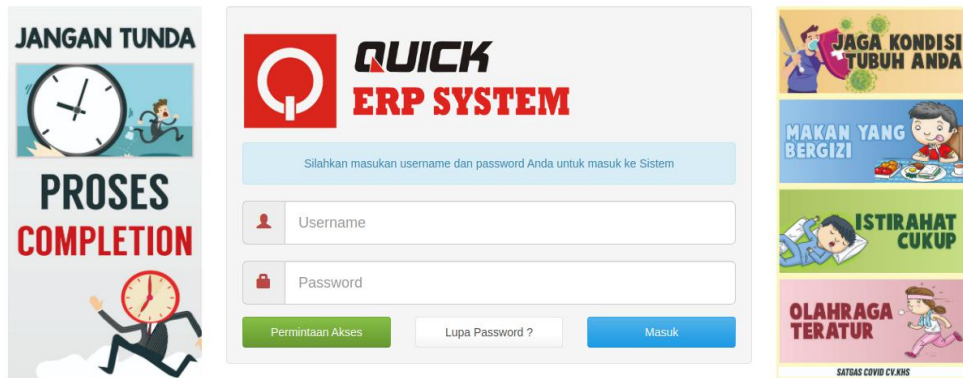 JANGAN TUNDA
PROSES
COMPLETION
QUICK
ERP SYSTEM
Silahkan masukan username dan password Anda untuk masuk ke Sistem
Username
Password
Permintaan Akses
Lupa Password ?
Masuk
JAGA KONDISI
TUBUH ANDA
MAKAN YANG
BERGIZI
ISTIRAHAT
CUKUP
OLAHRAGA
TERATUR
SATGAS COVID CV.KHS